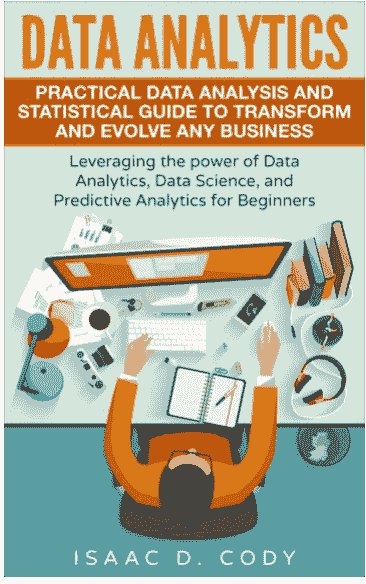 DATA ANALYTICS
PRACTICAL DATA ANALYSIS AND
STATISTICAL GUIDE TO TRANSFORM
AND EVOLVE ANY BUSINESS
Leveraging the power of Data
Analytics, Data Science, and
Predictive Analytics for Beginners
ISAAC D. CODY